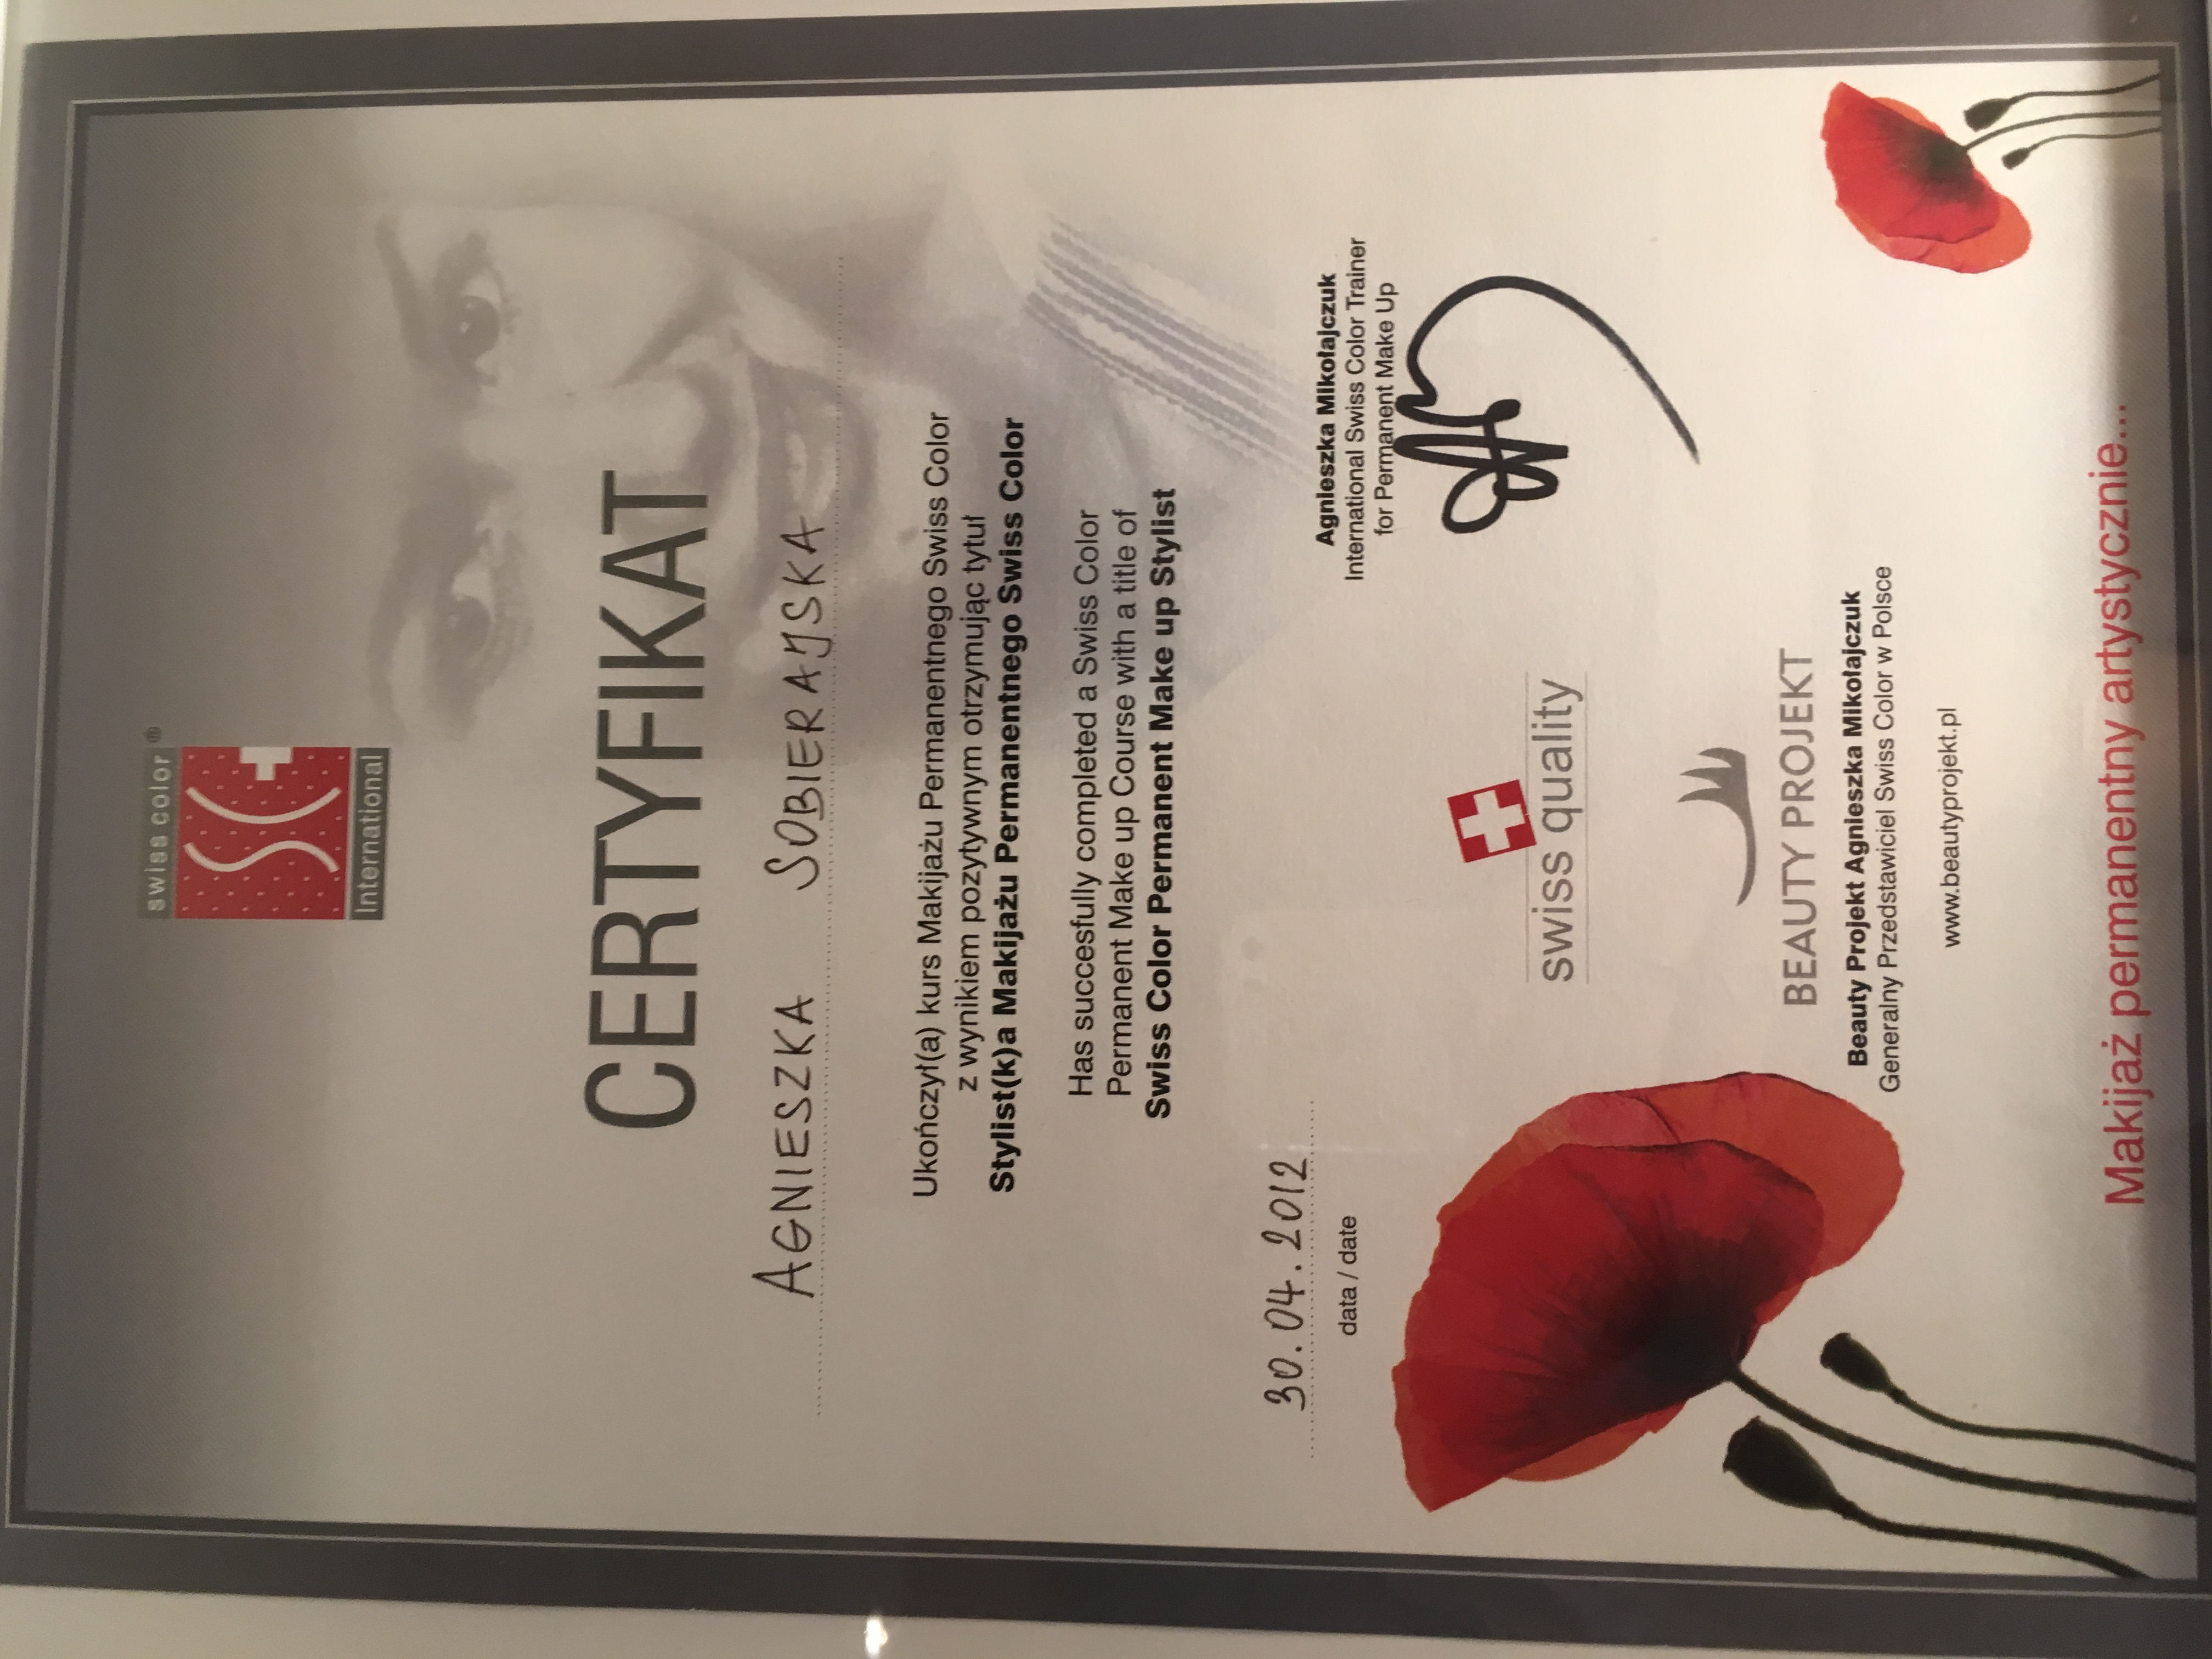 swiss color ®
SC
International
CERTYFIKAT
AGNIESZKA SOBIERAJSKA
Ukończył(a) kurs Makijażu Permanentnego Swiss Color
z wynikiem pozytywnym otrzymując tytuł
Stylist(k)a Makijażu Permanentnego Swiss Color
Has succesfully completed a Swiss Color
Permanent Make up Course with a title of
Swiss Color Permanent Make up Stylist
30.04.2012
data / date
Agnieszka Mikołajczuk
International Swiss Color Trainer
for Permanent Make Up
swiss quality
BEAUTY PROJEKT
Beauty Projekt Agnieszka Mikołajczuk
Generalny Przedstawiciel Swiss Color w Polsce
www.beautyprojekt.pl
Makijaż permanentny artystycznie...